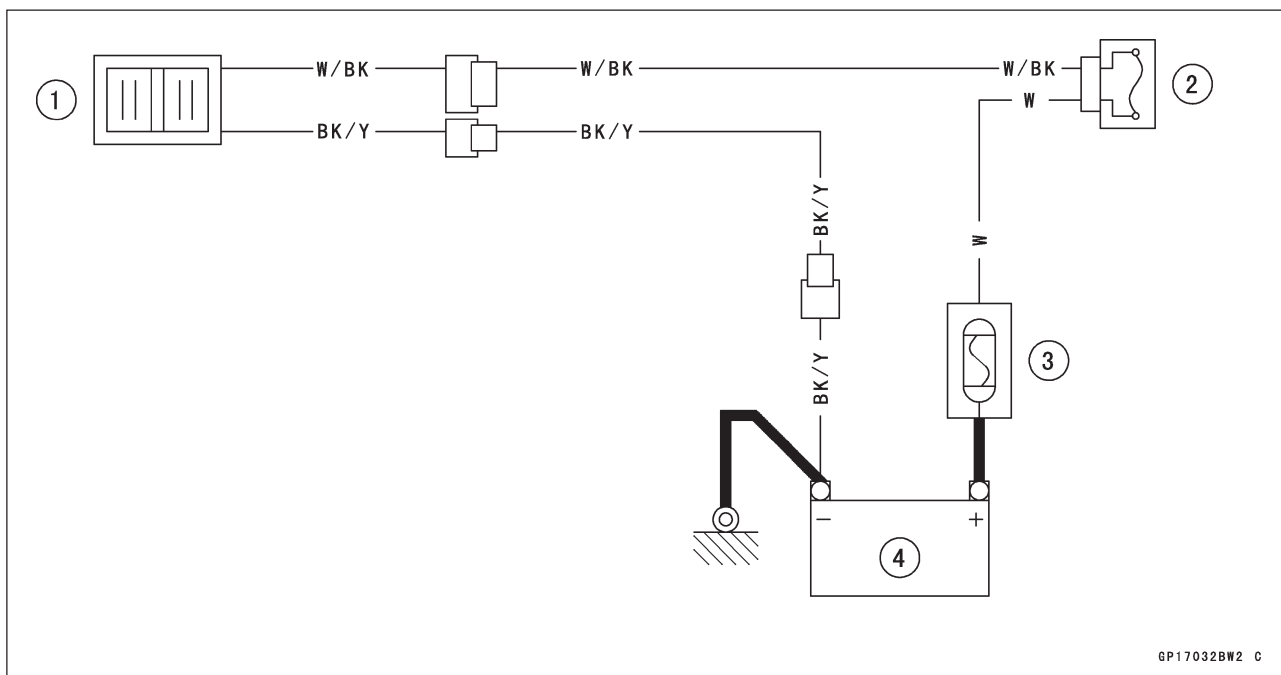 W/BK W/BK W/BK
1 2
W
BK/Y BK/Y
BK/Y
W
3
BK/Y
- +
4
GP17032BW2 C